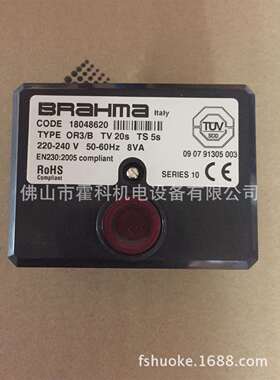 BRAHMA Italy
CODE 18048620
TYPE OR3/B TV 20s TS 5s
220-240 V 50-60Hz 8VA
EN230:2005 compliant
RoHS
Compliant
TÜV
09 07 91305 003
SERIES 10 CE
佛山市霍科机电设备有限公司
fshuoke.1688.com